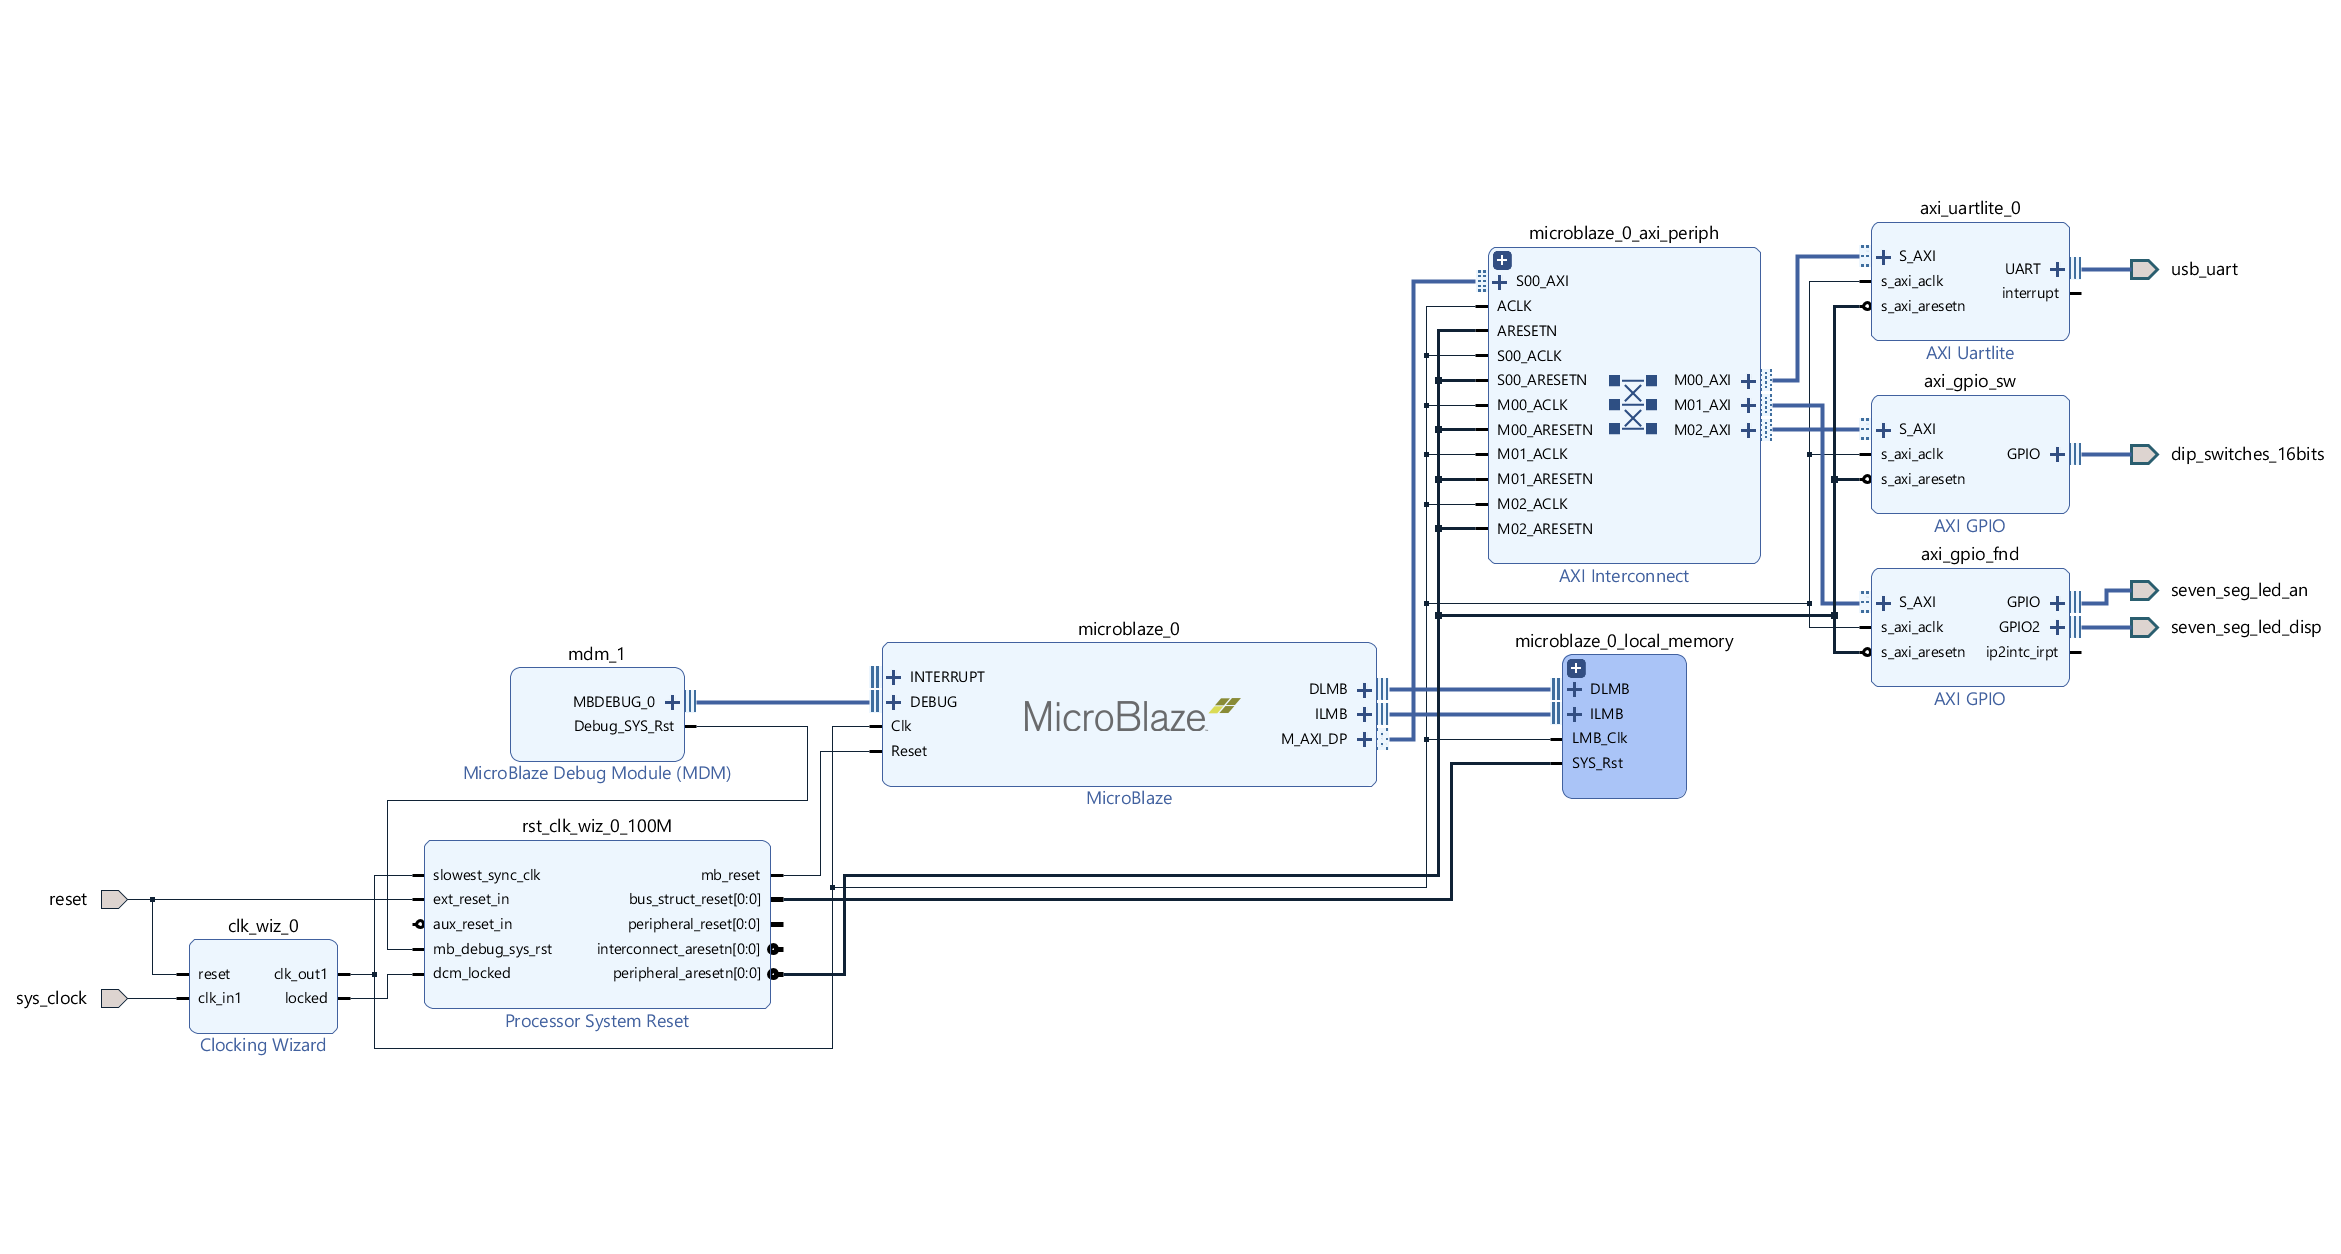 reset
sys_clock
clk_wiz_0
reset
clk_in1
clk_out1
locked
Clocking Wizard
mdm_1
MBDEBUG_0
Debug_SYS_Rst
MicroBlaze Debug Module (MDM)
rst_clk_wiz_0_100M
slowest_sync_clk
ext_reset_in
aux_reset_in
mb_debug_sys_rst
dcm_locked
mb_reset
bus_struct_reset[0:0]
peripheral_reset[0:0]
interconnect_aresetn[0:0]
peripheral_aresetn[0:0]
Processor System Reset
microblaze_0
INTERRUPT
DEBUG
Clk
Reset
MicroBlaze
DLMB
ILMB
M_AXI_DP
MicroBlaze
microblaze_0_axi_periph
S00_AXI
ACLK
ARESETN
S00_ACLK
S00_ARESETN
M00_ACLK
M00_ARESETN
M01_ACLK
M01_ARESETN
M02_ACLK
M02_ARESETN
M00_AXI
M01_AXI
M02_AXI
AXI Interconnect
microblaze_0_local_memory
DLMB
ILMB
LMB_Clk
SYS_Rst
axi_uartlite_0
S_AXI
s_axi_aclk
s_axi_aresetn
UART
interrupt
AXI Uartlite
usb_uart
axi_gpio_sw
S_AXI
s_axi_aclk
s_axi_aresetn
GPIO
AXI GPIO
dip_switches_16bits
axi_gpio_fnd
S_AXI
s_axi_aclk
s_axi_aresetn
GPIO
GPIO2
ip2intc_irpt
AXI GPIO
seven_seg_led_an
seven_seg_led_disp